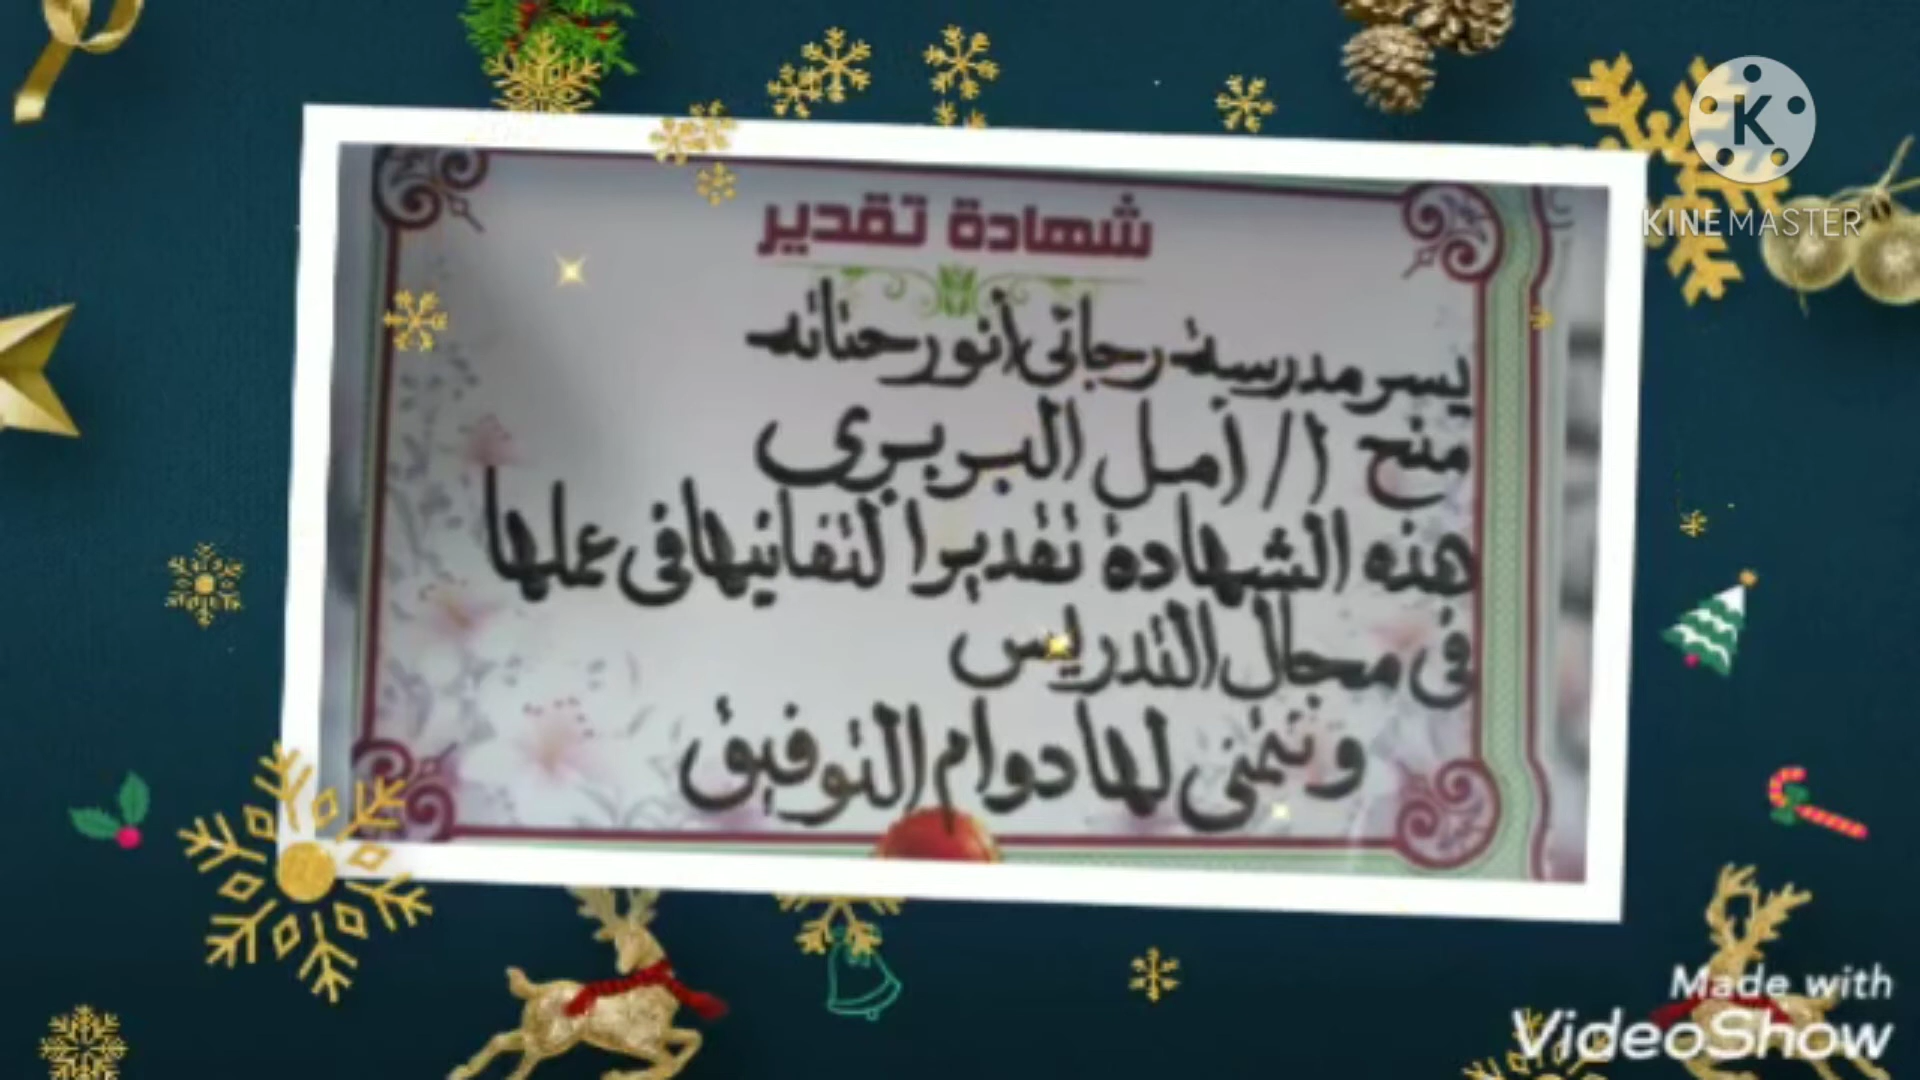 شهادة تقدير
يسر مدرسة رجائى أنور حتاته
منح أ/ أمل البربرى
هذه الشهادة تقديرا لتفانيها فى عملها
فى مجال التدريس
ونتمنى لها دوام التوفيق
K
KINEMASTER
Made with
VideoShow